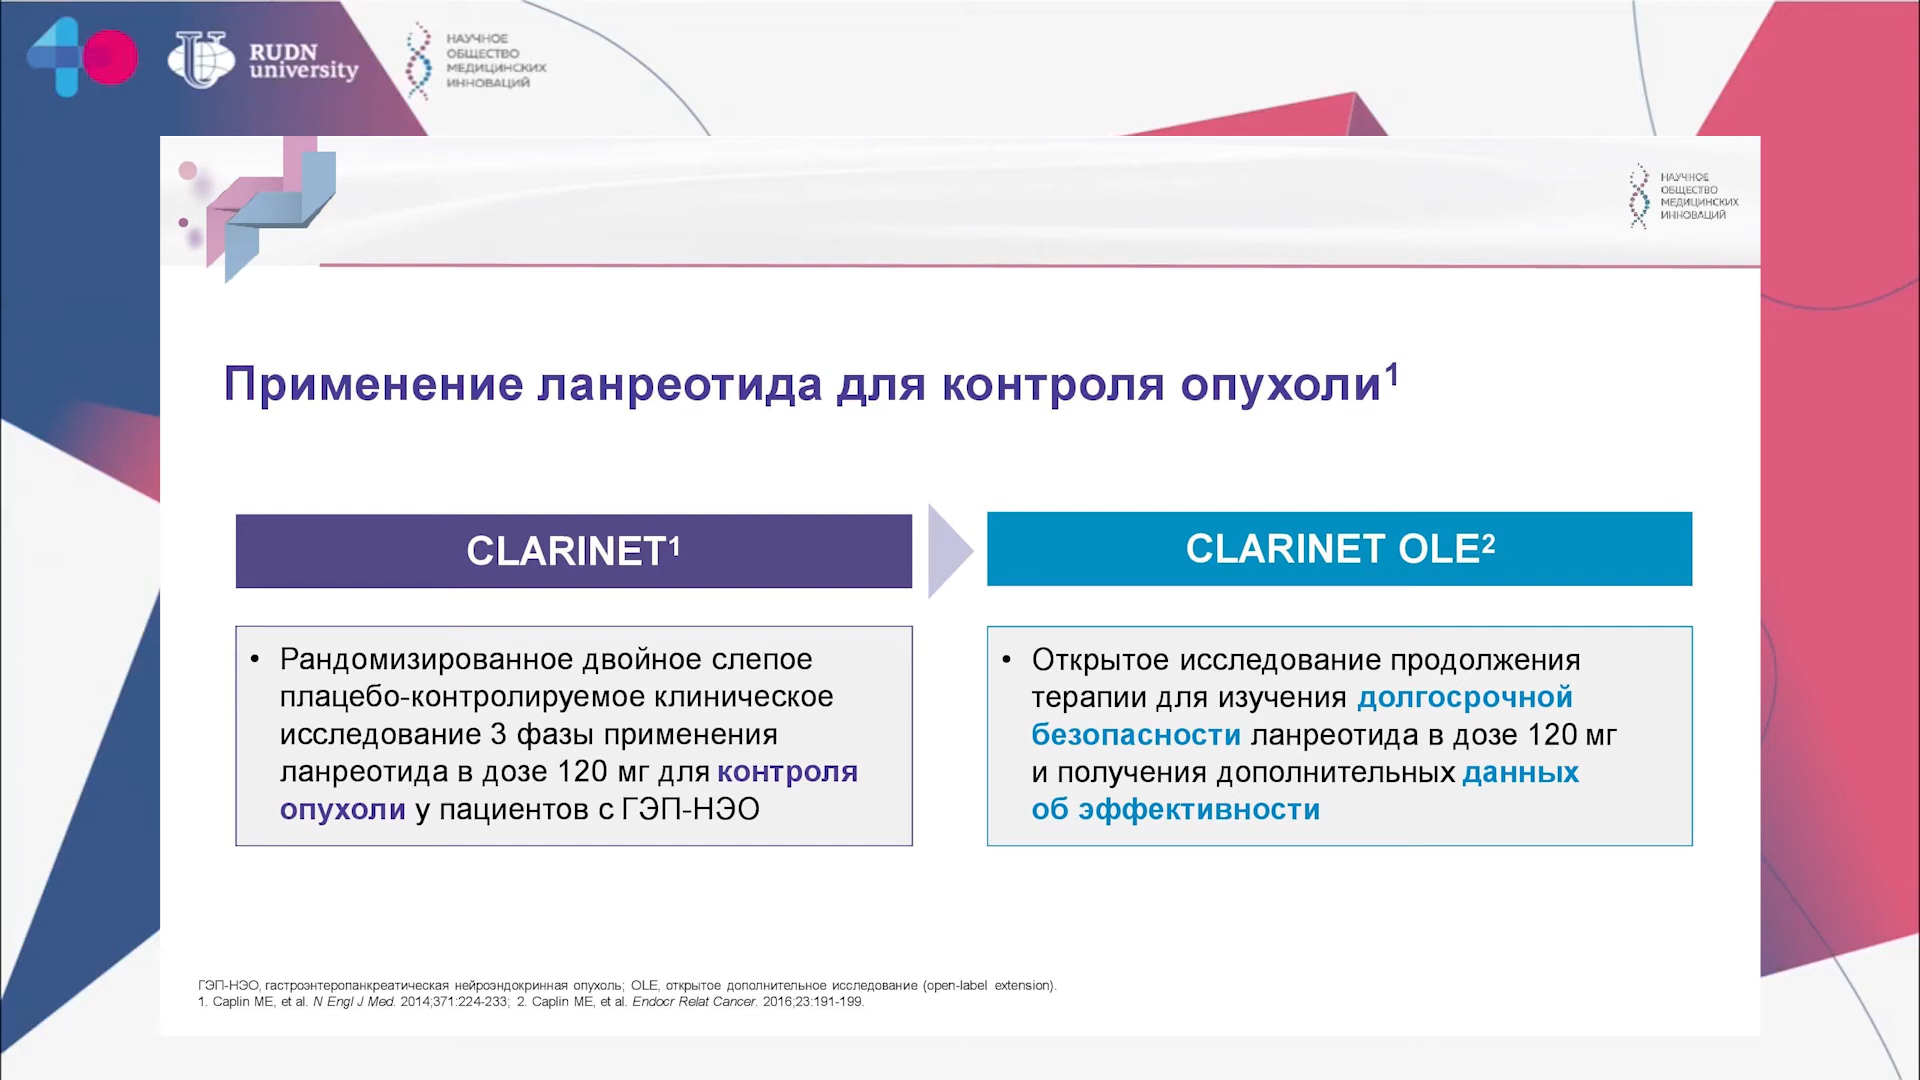 RUDN
university
НАУЧНОЕ
ОБЩЕСТВО
МЕДИЦИНСКИХ
ИННОВАЦИЙ
НАУЧНОЕ
ОБЩЕСТВО
МЕДИЦИНСКИХ
ИННОВАЦИЙ
Применение ланреотида для контроля опухоли¹
CLARINET¹
• Рандомизированное двойное слепое
плацебо-контролируемое клиническое
исследование 3 фазы применения
ланреотида в дозе 120 мг для контроля
опухоли у пациентов с ГЭП-НЭО
CLARINET OLE²
• Открытое исследование продолжения
терапии для изучения долгосрочной
безопасности ланреотида в дозе 120 мг
и получения дополнительных данных
об эффективности
ГЭП-НЭО, гастроэнтеропанкреатическая нейроэндокринная опухоль; OLE, открытое дополнительное исследование (open-label extension).
1. Caplin ME, et al. N Engl J Med. 2014;371:224-233; 2. Caplin ME, et al. Endocr Relat Cancer. 2016;23:191-199.